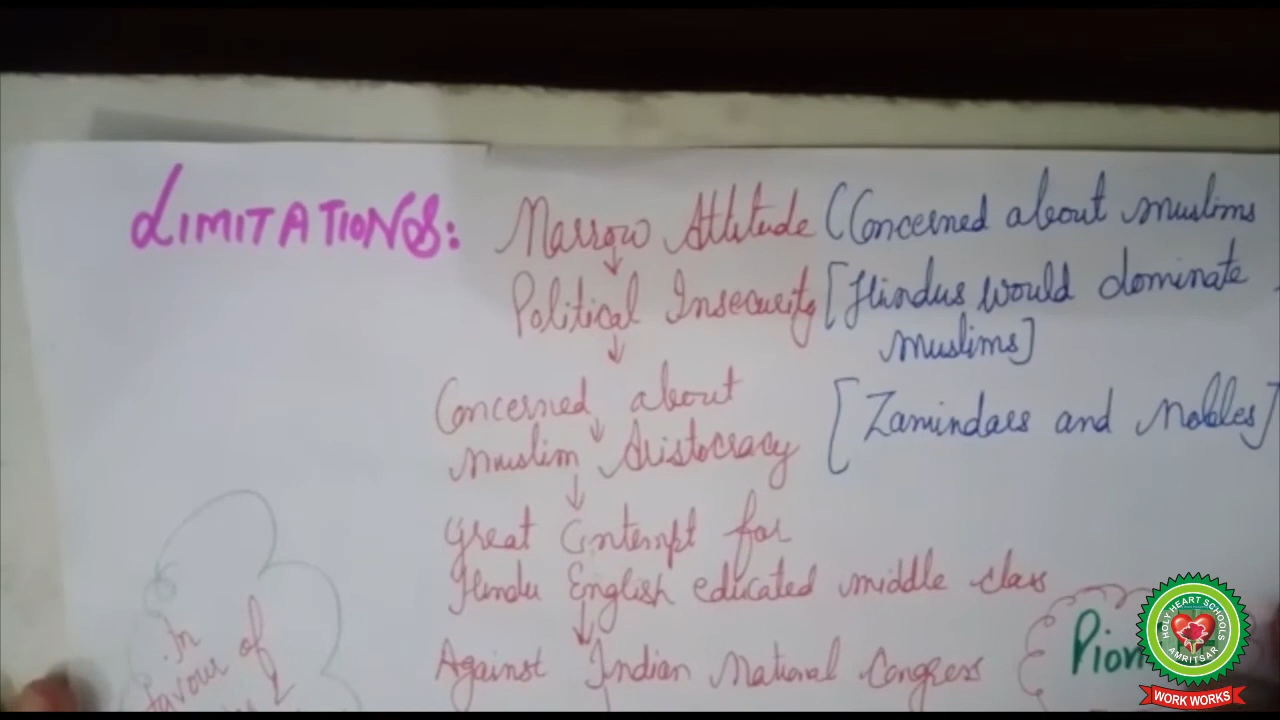 LIMITATIONS:
Narrow Attitude (Concerned about muslims
Political Insecurity [Hindus would dominate
muslims]
Concerned about
muslim Aristocracy [Zamindars and Nobles]
Great Contempt for
Hindu English educated middle class
Against Indian National Congress
In
favour of
HOLY HEART SCHOOLS
AMRITSAR
WORK WORKS